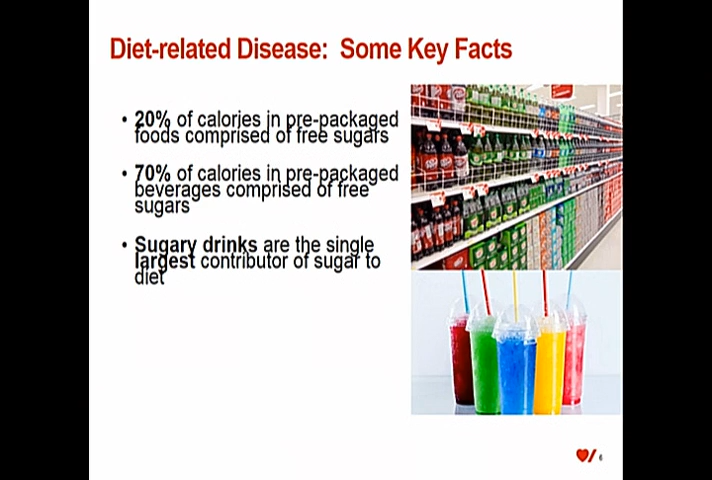 Diet-related Disease: Some Key Facts
• 20% of calories in pre-packaged
foods comprised of free sugars
• 70% of calories in pre-packaged
beverages comprised of free
sugars
• Sugary drinks are the single
largest contributor of sugar to
diet
6